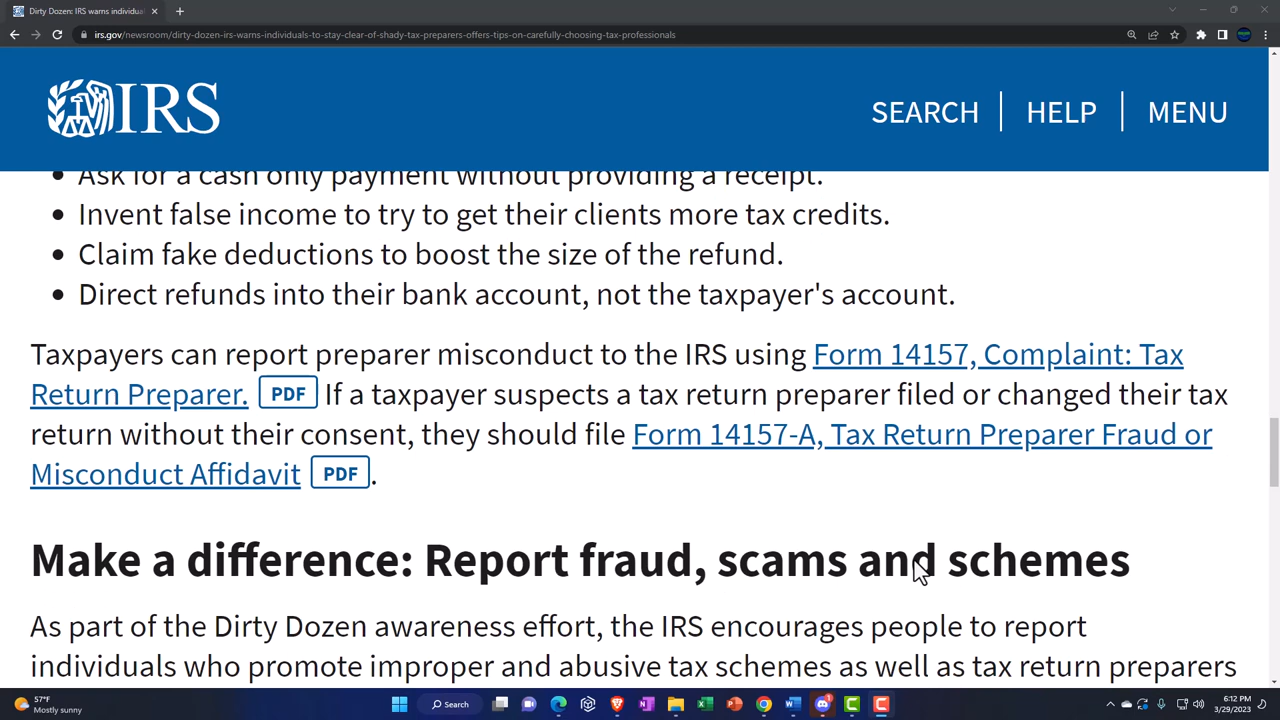 Dirty Dozen: IRS warns individual
irs.gov/newsroom/dirty-dozen-irs-warns-individuals-to-stay-clear-of-shady-tax-preparers-offers-tips-on-carefully-choosing-tax-professionals
IRS
SEARCH
HELP
MENU
Ask for a cash only payment without providing a receipt.
Invent false income to try to get their clients more tax credits.
Claim fake deductions to boost the size of the refund.
Direct refunds into their bank account, not the taxpayer's account.
Taxpayers can report preparer misconduct to the IRS using Form 14157, Complaint: Tax
Return Preparer. PDF If a taxpayer suspects a tax return preparer filed or changed their tax
return without their consent, they should file Form 14157-A, Tax Return Preparer Fraud or
Misconduct Affidavit PDF .
Make a difference: Report fraud, scams and schemes
As part of the Dirty Dozen awareness effort, the IRS encourages people to report
individuals who promote improper and abusive tax schemes as well as tax return preparers
57°F
Mostly sunny
Search
1
6:12 PM
3/29/2023